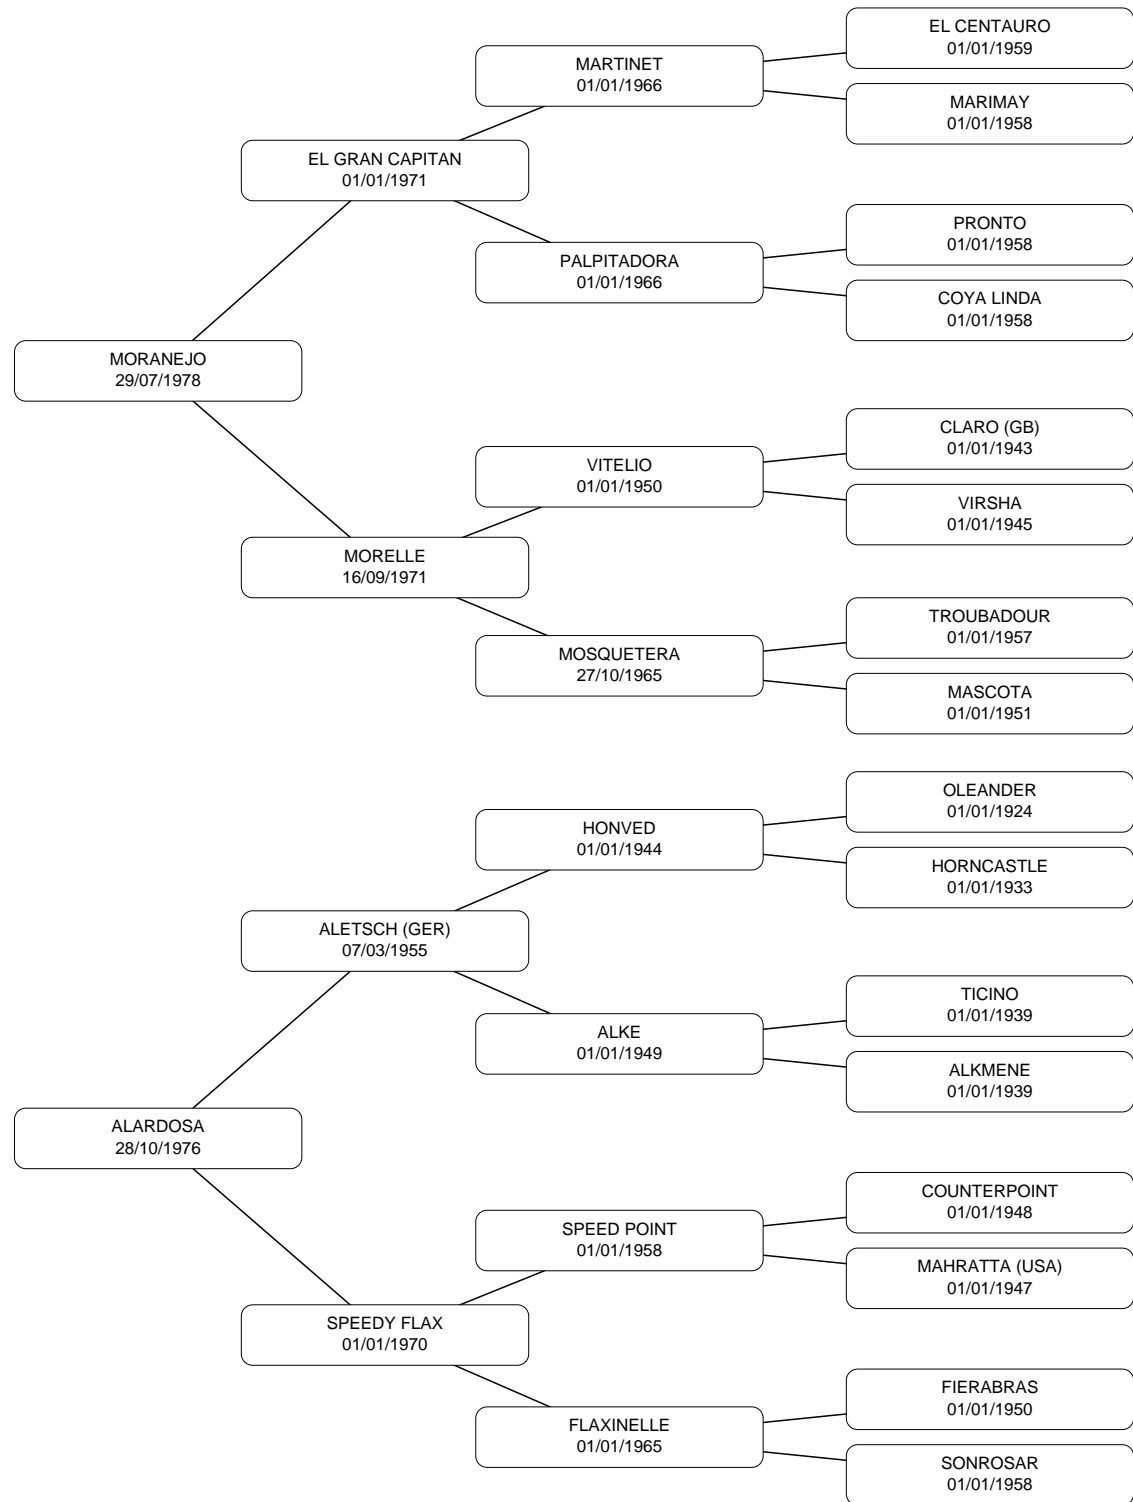 EL CENTAURO
01/01/1959
MARTINET
01/01/1966
MARIMAY
01/01/1958
EL GRAN CAPITAN
01/01/1971
PRONTO
01/01/1958
PALPITADORA
01/01/1966
COYA LINDA
01/01/1958
MORANEJO
29/07/1978
CLARO (GB)
01/01/1943
VITELIO
01/01/1950
VIRSHA
01/01/1945
MORELLE
16/09/1971
TROUBADOUR
01/01/1957
MOSQUETERA
27/10/1965
MASCOTA
01/01/1951
OLEANDER
01/01/1924
HONVED
01/01/1944
HORNCASTLE
01/01/1933
ALETSCH (GER)
07/03/1955
TICINO
01/01/1939
ALKE
01/01/1949
ALKMENE
01/01/1939
ALARDOSA
28/10/1976
COUNTERPOINT
01/01/1948
SPEED POINT
01/01/1958
MAHRATTA (USA)
01/01/1947
SPEEDY FLAX
01/01/1970
FIERABRAS
01/01/1950
FLAXINELLE
01/01/1965
SONROSAR
01/01/1958